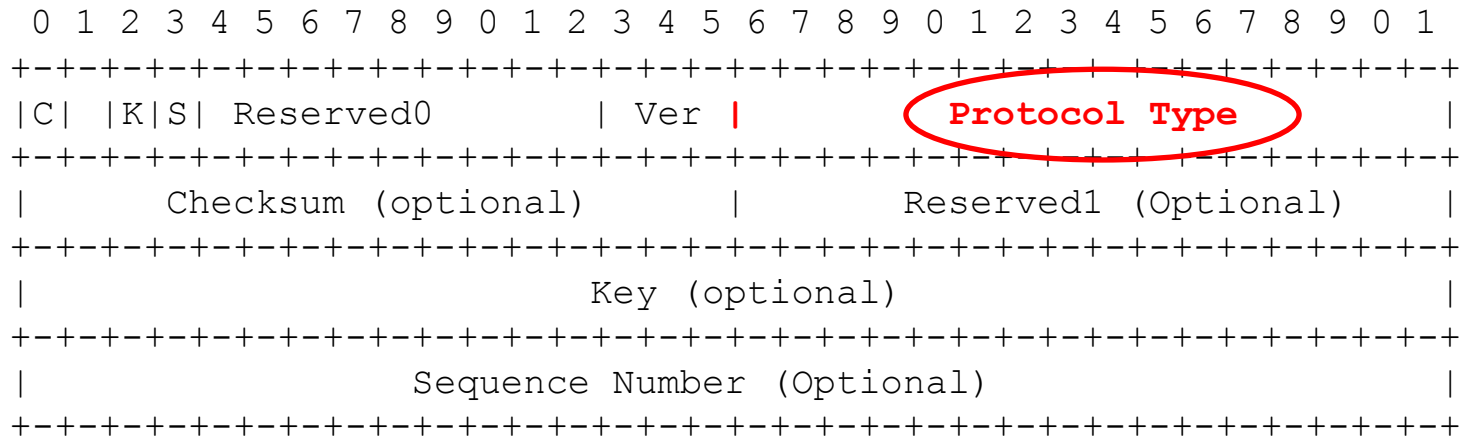 0 1 2 3 4 5 6 7 8 9 0 1 2 3 4 5 6 7 8 9 0 1 2 3 4 5 6 7 8 9 0 1
+-+-+-+-+-+-+-+-+-+-+-+-+-+-+-+-+-+-+-+-+-+-+-+-+-+-+-+-+-+-+-+-+
|C| |K|S| Reserved0       | Ver |         Protocol Type         |
+-+-+-+-+-+-+-+-+-+-+-+-+-+-+-+-+-+-+-+-+-+-+-+-+-+-+-+-+-+-+-+-+
|      Checksum (optional)      |       Reserved1 (Optional)    |
+-+-+-+-+-+-+-+-+-+-+-+-+-+-+-+-+-+-+-+-+-+-+-+-+-+-+-+-+-+-+-+-+
|                         Key (optional)                        |
+-+-+-+-+-+-+-+-+-+-+-+-+-+-+-+-+-+-+-+-+-+-+-+-+-+-+-+-+-+-+-+-+
|                 Sequence Number (Optional)                    |
+-+-+-+-+-+-+-+-+-+-+-+-+-+-+-+-+-+-+-+-+-+-+-+-+-+-+-+-+-+-+-+-+